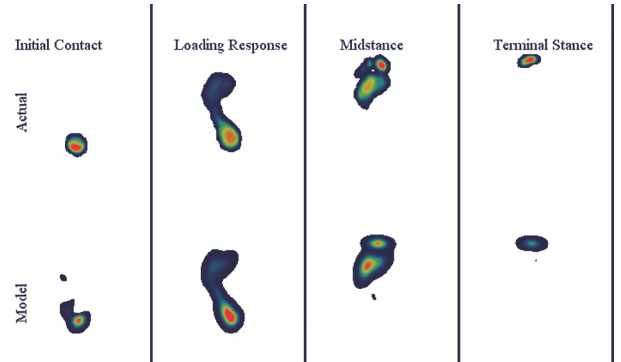 Initial Contact
Loading Response
Midstance
Terminal Stance
Actual
Model